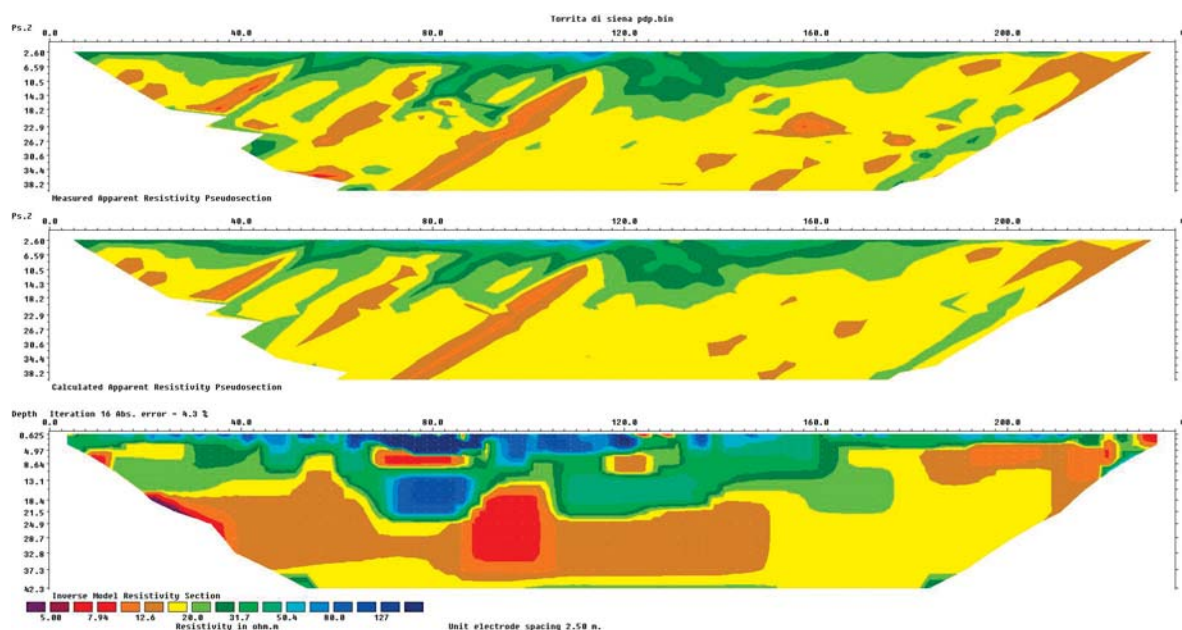 Torrita di siena pdp.bin
Ps.Z 0.0 40.0 80.0 120.0 160.0 200.0
2.60
6.59
10.5
14.3
18.2
22.9
26.7
30.6
34.4
38.2
Measured Apparent Resistivity Pseudosection
Ps.Z 0.0 40.0 80.0 120.0 160.0 200.0
2.60
6.59
10.5
14.3
18.2
22.9
26.7
30.6
34.4
38.2
Calculated Apparent Resistivity Pseudosection
Depth Iteration 16 Abs. error = 4.3 %
0.0 40.0 80.0 120.0 160.0 200.0
0.625
4.97
8.64
13.1
18.4
21.5
24.9
28.6
32.8
37.3
42.3
Inverse Model Resistivity Section
5.00 7.94 12.6 20.0 31.7 50.4 80.0 127
Resistivity in ohm.m
Unit electrode spacing 2.50 m.